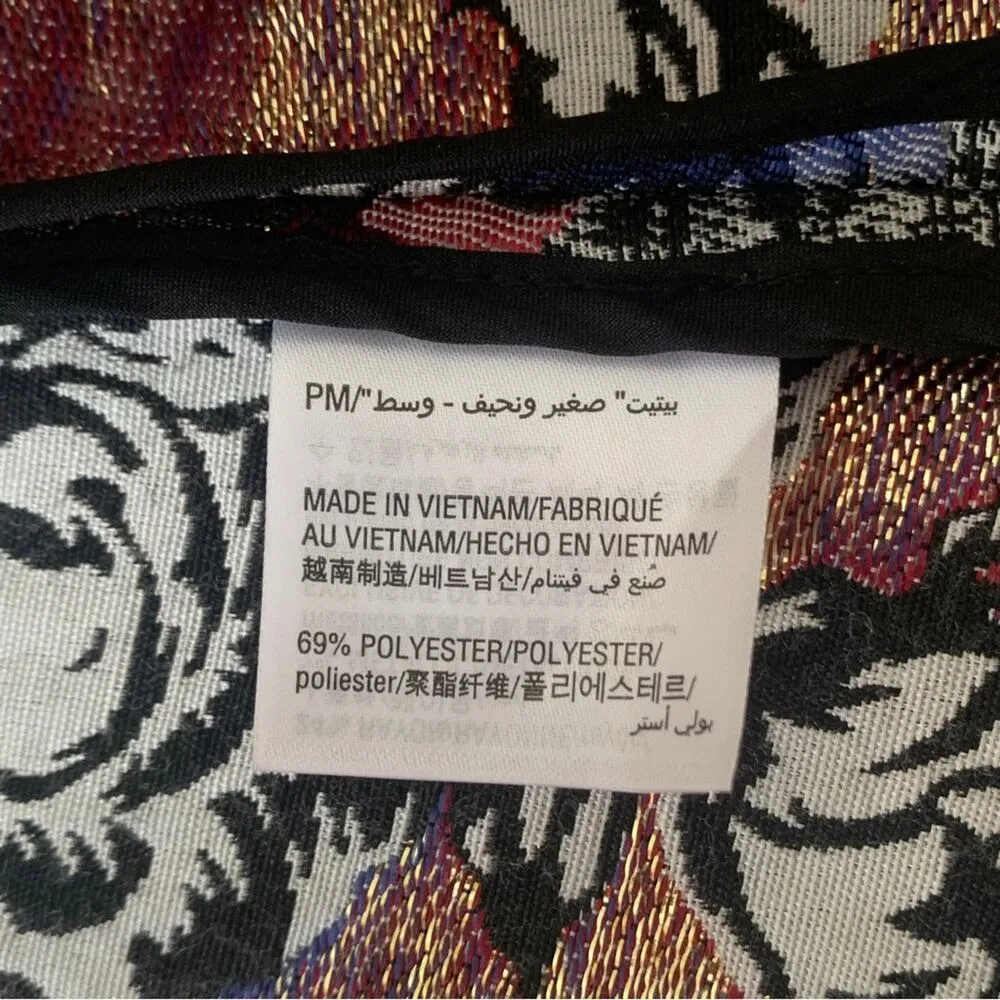 PM/"بيتيت" صغير ونحيف - وسط
MADE IN VIETNAM/FABRIQUÉ
AU VIETNAM/HECHO EN VIETNAM/
越南制造/베트남산/صُنع في فيتنام
69% POLYESTER/POLYESTER/
poliester/聚酯纤维/폴리에스테르/
بولي أستر